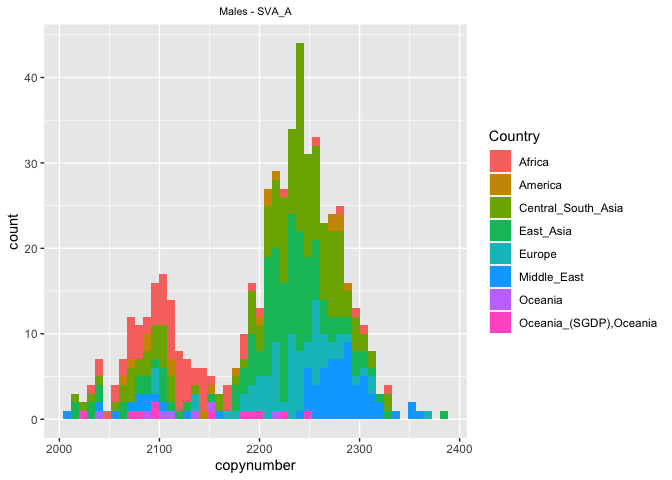 Males - SVA_A
count
40
30
20
10
0
2000
2100
2200
2300
2400
copynumber
Country
Africa
America
Central_South_Asia
East_Asia
Europe
Middle_East
Oceania
Oceania_(SGDP),Oceania